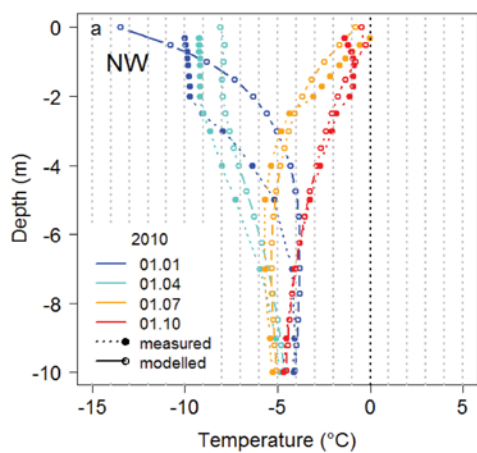 a
NW
0
-2
-4
-6
-8
-10
Depth (m)
2010
01.01
01.04
01.07
01.10
measured
modelled
-15 -10 -5 0 5
Temperature (°C)